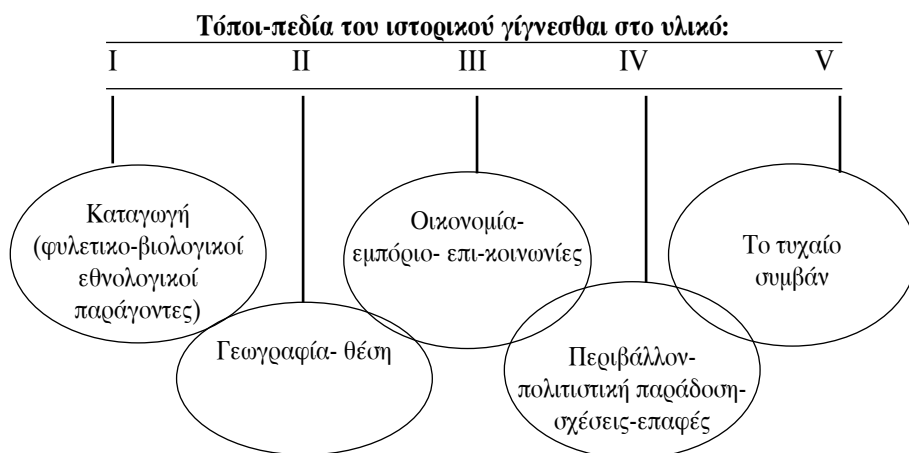 Τόποι-πεδία του ιστορικού γίγνεσθαι στο υλικό:
I II III IV V
Καταγωγή
(φυλετικο-βιολογικοί
εθνολογικοί
παράγοντες)
Γεωγραφία- θέση
Οικονομία-
εμπόριο- επι-κοινωνίες
Περιβάλλον-
πολιτιστική παράδοση-
σχέσεις-επαφές
Το τυχαίο
συμβάν